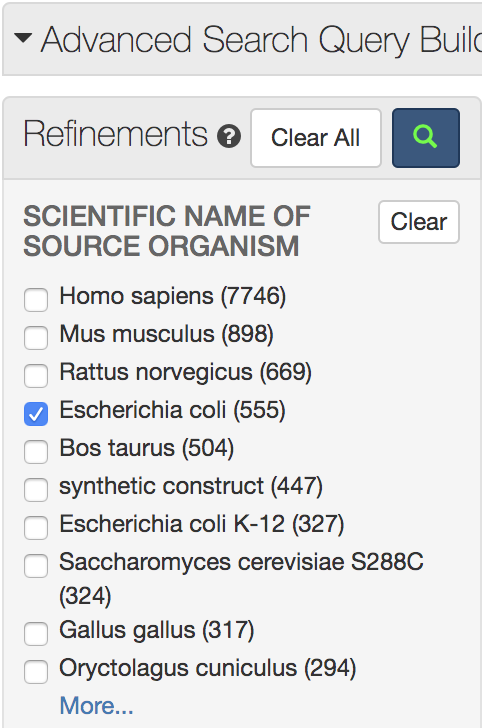 Advanced Search Query Build
Refinements ?
Clear All
SCIENTIFIC NAME OF
SOURCE ORGANISM
Clear
Homo sapiens (7746)
Mus musculus (898)
Rattus norvegicus (669)
Escherichia coli (555)
Bos taurus (504)
synthetic construct (447)
Escherichia coli K-12 (327)
Saccharomyces cerevisiae S288C
(324)
Gallus gallus (317)
Oryctolagus cuniculus (294)
More...